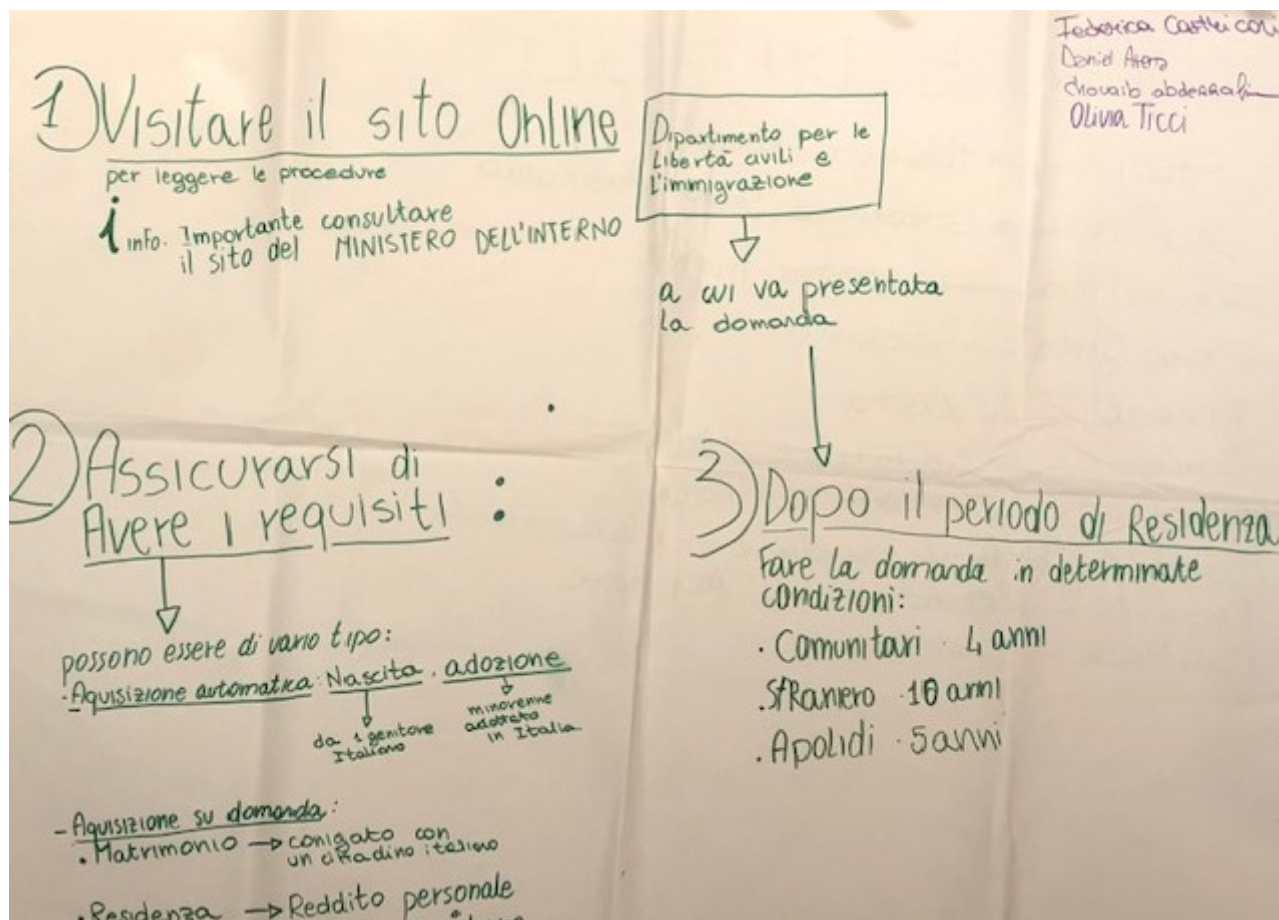 Federica
Daniel
abderrafi
Olivia Ticci
1) Visitare il sito Online
per leggere le procedure
i info. Importante consultare
il sito del MINISTERO DELL'INTERNO
Dipartimento per le
Libertà civili e
l'immigrazione
a cui va presentata
la domanda
2) Assicurarsi di
Avere i requisiti :
possono essere di vario tipo:
· Aquisizione automatica: Nascita · adozione
da 1 genitore
Italiano
minorenne
adottato
in Italia
- Aquisizione su domanda:
· Matrimonio → conigato con
un cittadino italiano
· Residenza → Reddito personale
3) Dopo il periodo di Residenza
Fare la domanda in determinate
condizioni:
· Comunitari · 4 anni
· StRaniero · 10 anni
· Apolidi · 5 anni